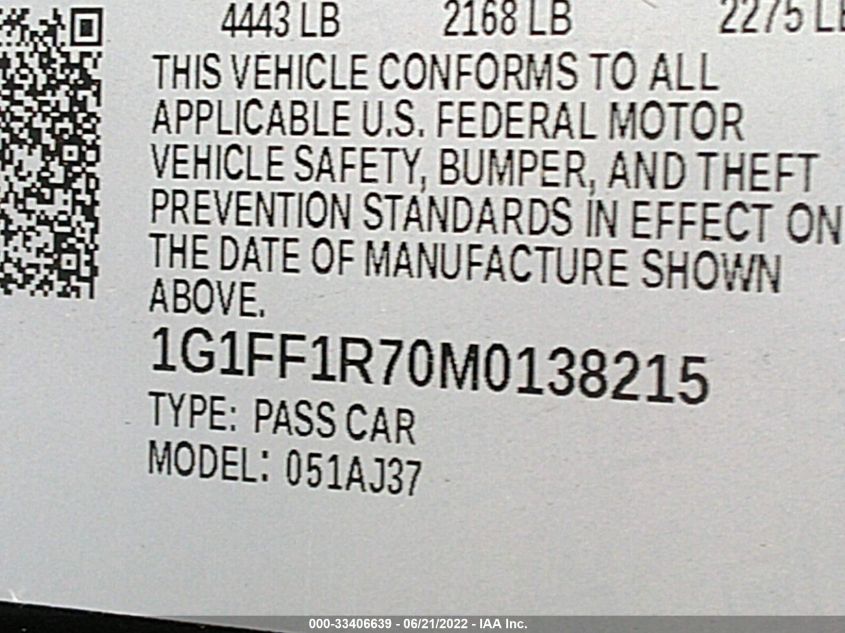 4443 LB 2168 LB 2275 LB
THIS VEHICLE CONFORMS TO ALL
APPLICABLE U.S. FEDERAL MOTOR
VEHICLE SAFETY, BUMPER, AND THEFT
PREVENTION STANDARDS IN EFFECT ON
THE DATE OF MANUFACTURE SHOWN
ABOVE.
1G1FF1R70M0138215
TYPE: PASS CAR
MODEL: 051AJ37
000-33406639 - 06/21/2022 - IAA Inc.